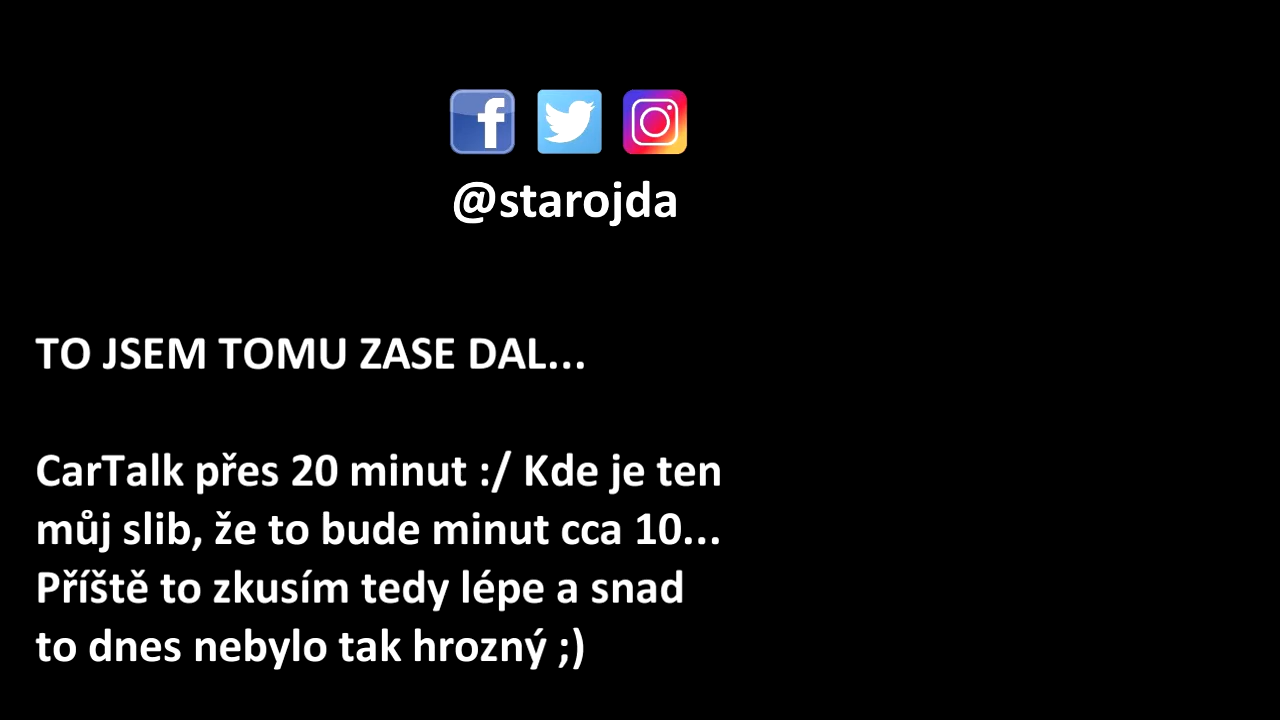 @starojda
TO JSEM TOMU ZASE DAL...
CarTalk přes 20 minut :/ Kde je ten
můj slib, že to bude minut cca 10...
Příště to zkusím tedy lépe a snad
to dnes nebylo tak hrozný ;)